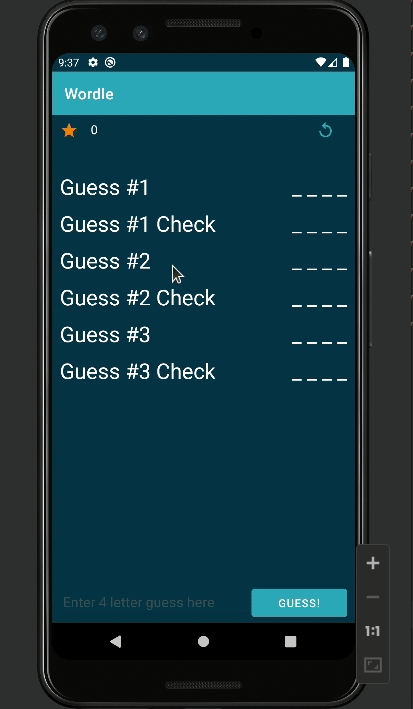 9:37
Wordle
0
Guess #1 _ _ _ _
Guess #1 Check _ _ _ _
Guess #2 _ _ _ _
Guess #2 Check _ _ _ _
Guess #3 _ _ _ _
Guess #3 Check _ _ _ _
Enter 4 letter guess here GUESS!
1:1